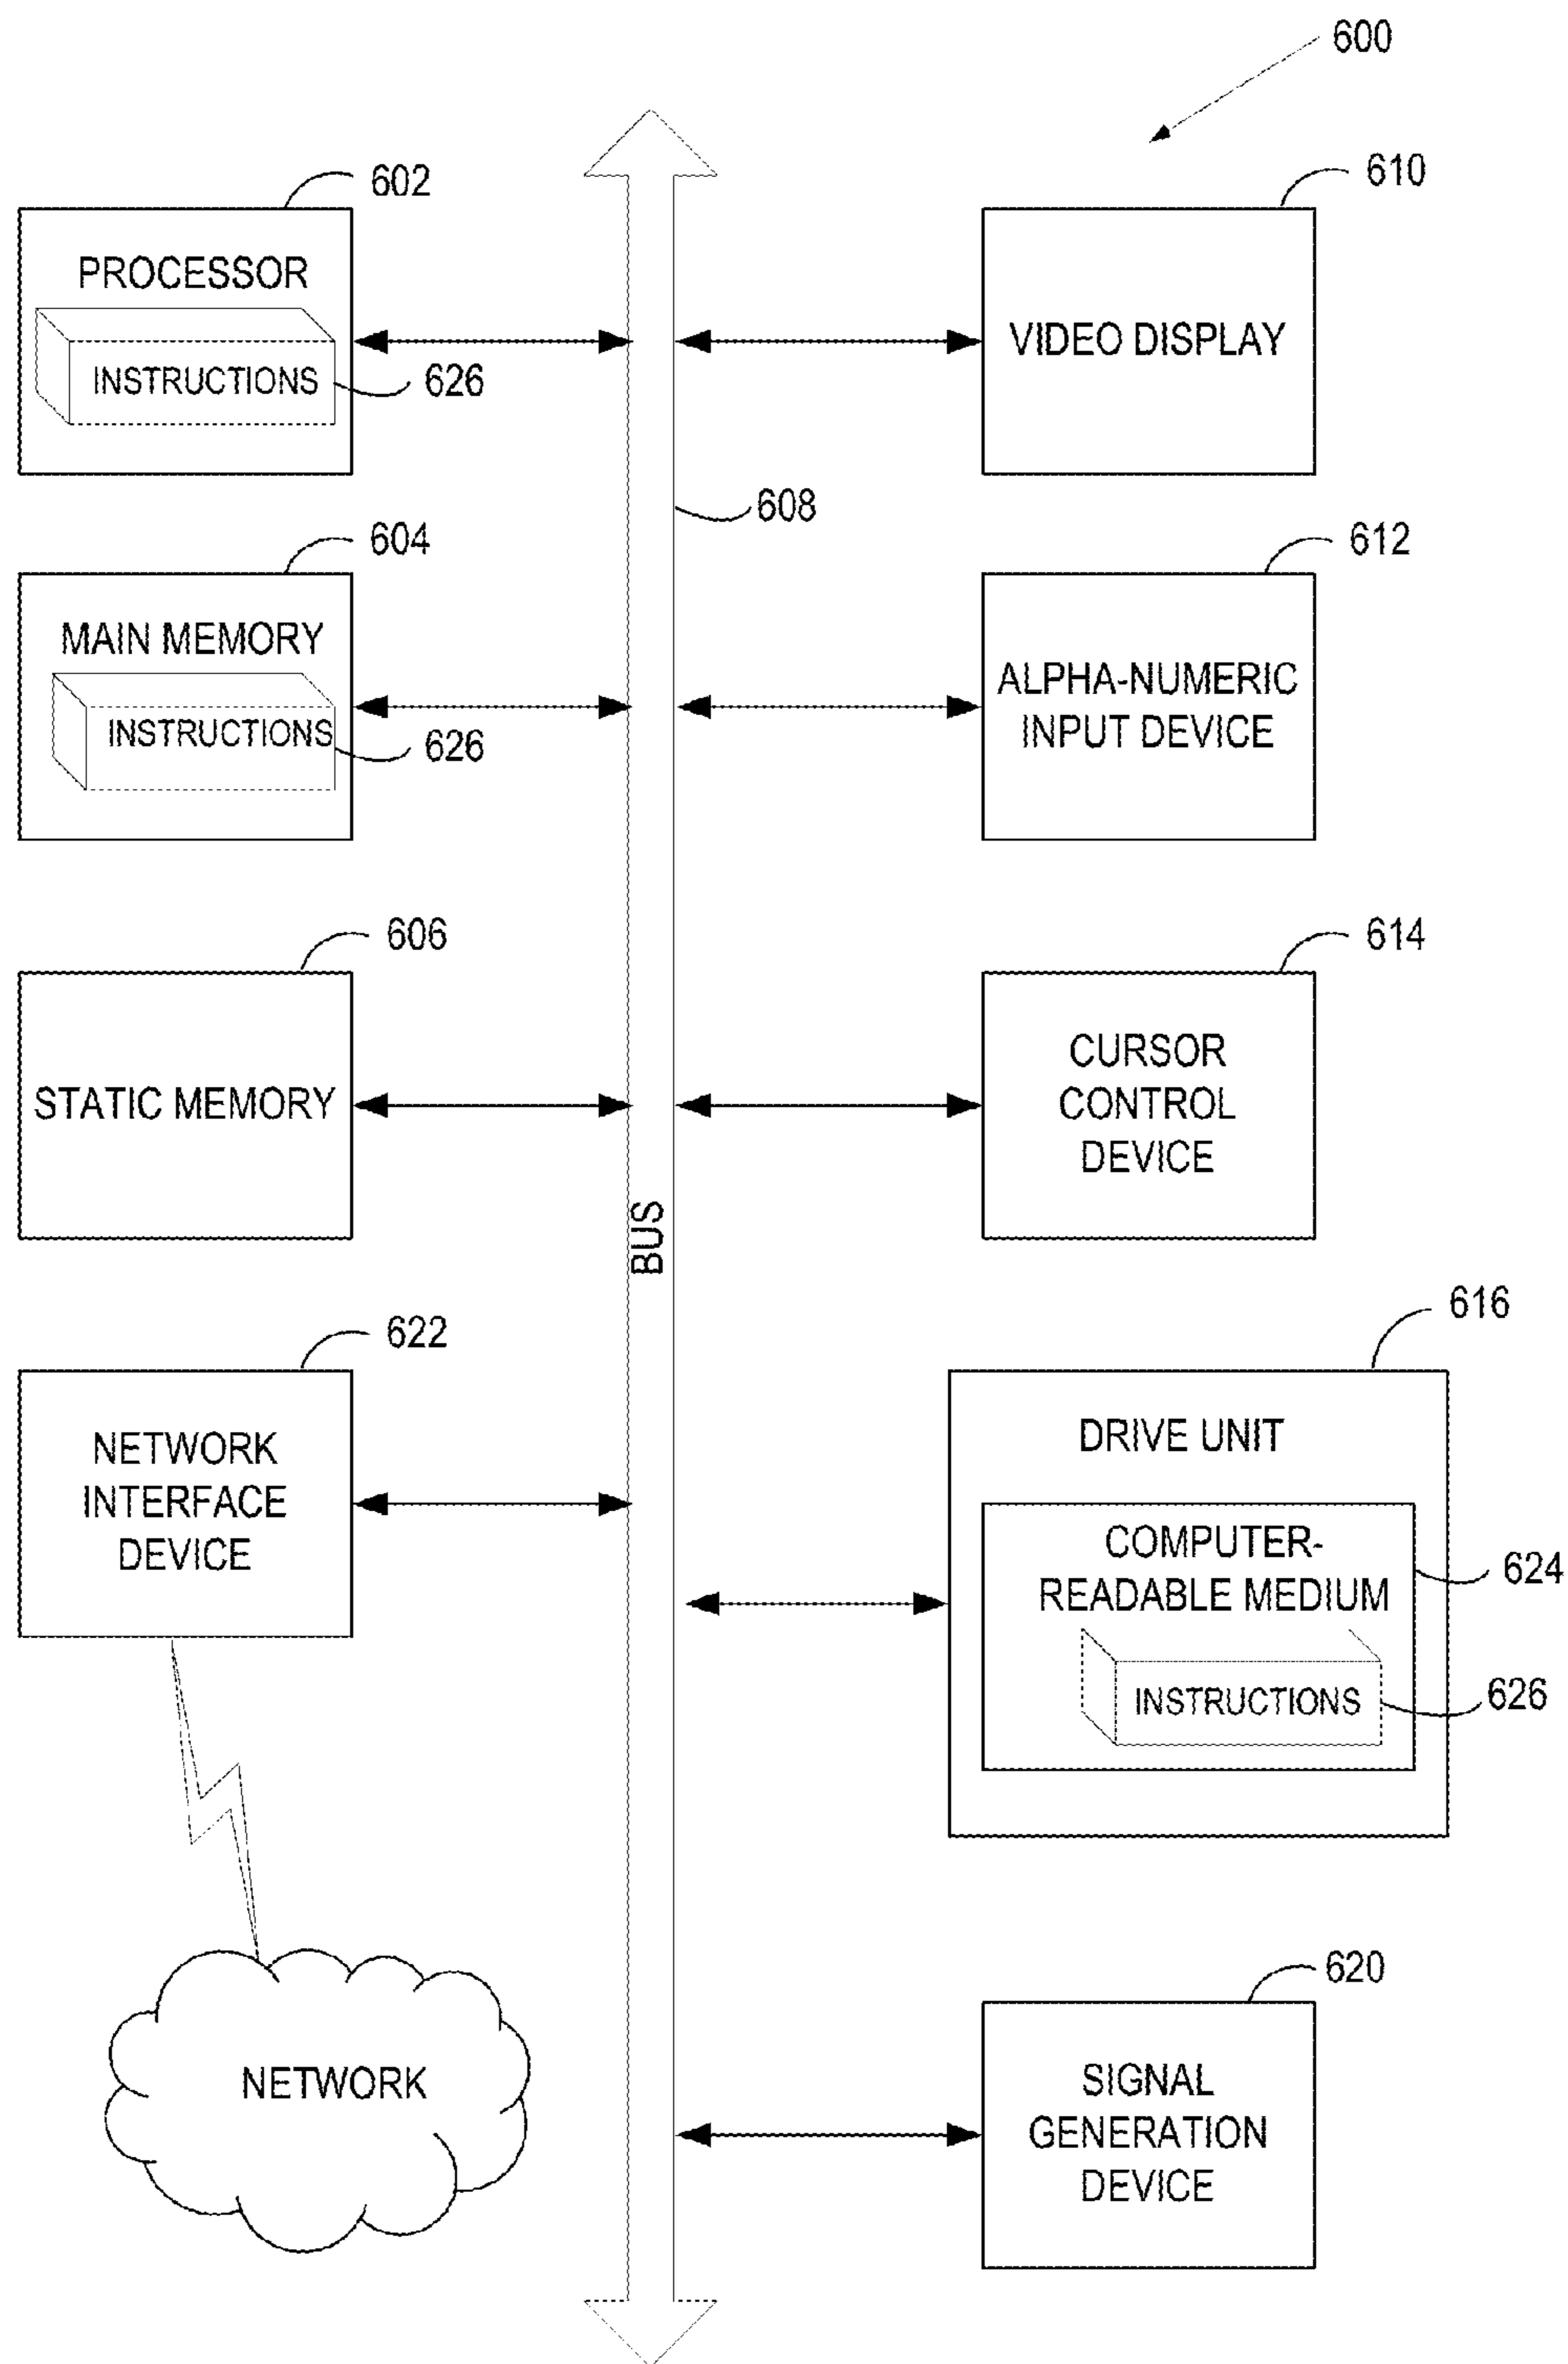 600
602
PROCESSOR
INSTRUCTIONS
626
610
VIDEO DISPLAY
608
604
MAIN MEMORY
INSTRUCTIONS
626
612
ALPHA-NUMERIC
INPUT DEVICE
606
STATIC MEMORY
614
CURSOR
CONTROL
DEVICE
BUS
622
NETWORK
INTERFACE
DEVICE
616
DRIVE UNIT
COMPUTER-
READABLE MEDIUM
624
INSTRUCTIONS
626
NETWORK
620
SIGNAL
GENERATION
DEVICE